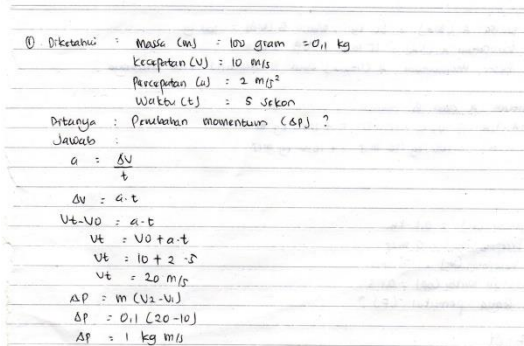 ① Diketahui : Massa (m) : 100 gram = 0,1 kg
Kecepatan (v) : 10 m/s
Percepatan (a) : 2 m/s²
Waktu (t) : 5 sekon
Ditanya : Perubahan momentum (ΔP) ?
Jawab :
a = Δv / t
Δv = a.t
Vt-V0 = a.t
Vt = V0 + a.t
Vt = 10 + 2 . 5
Vt = 20 m/s
ΔP = m (V2-V1)
ΔP = 0,1 (20-10)
ΔP = 1 kg m/s